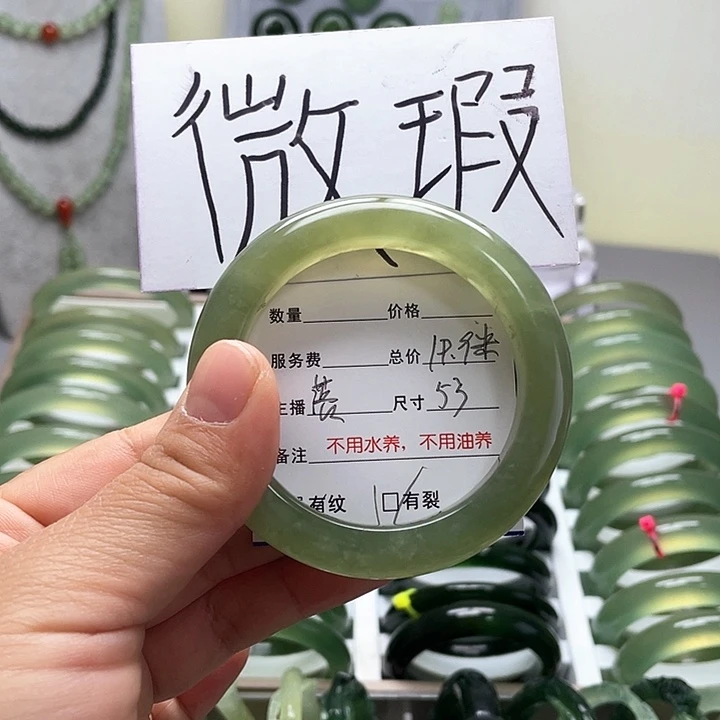 微瑕
数量 价格
服务费 总价
主播 尺寸 53
备注 不用水养，不用油养
有纹 □有裂